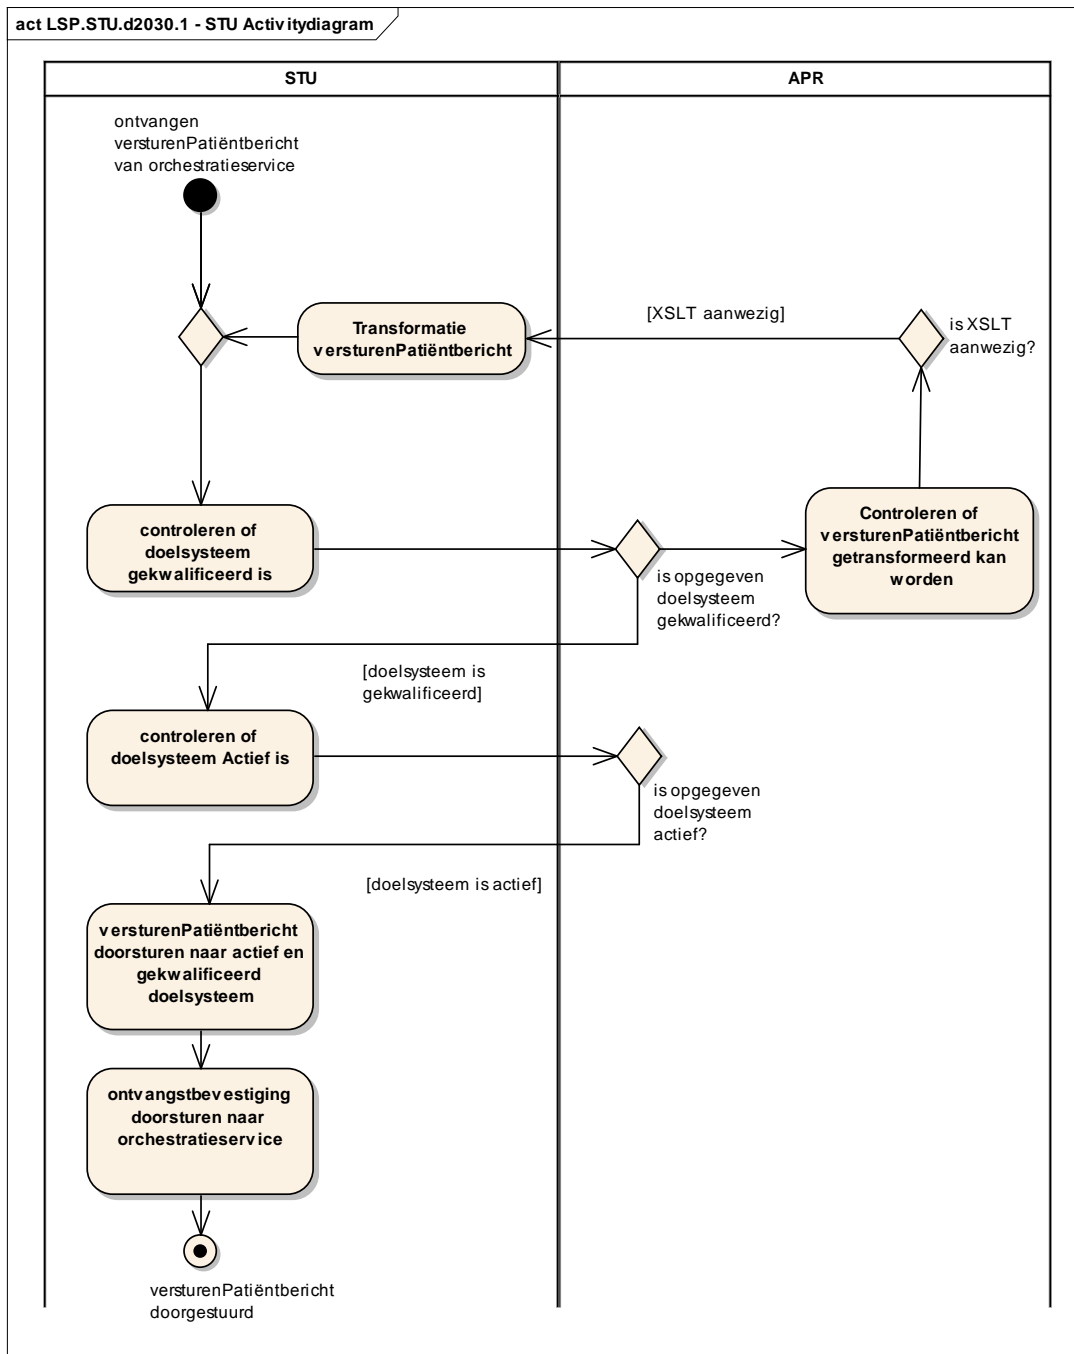 act LSP.STU.d2030.1 - STU Activitydiagram
STU
APR
ontvangen
versturenPatiëntbericht
van orchestratieservice
Transformatie
versturenPatiëntbericht
[XSLT aanwezig]
is XSLT
aanwezig?
controleren of
doelsysteem
gekwalificeerd is
is opgegeven
doelsysteem
gekwalificeerd?
Controleren of
versturenPatiëntbericht
getransformeerd kan
worden
[doelsysteem is
gekwalificeerd]
controleren of
doelsysteem Actief is
is opgegeven
doelsysteem
actief?
[doelsysteem is actief]
versturenPatiëntbericht
doorsturen naar actief en
gekwalificeerd
doelsysteem
ontvangstbevestiging
doorsturen naar
orchestratieservice
versturenPatiëntbericht
doorgestuurd